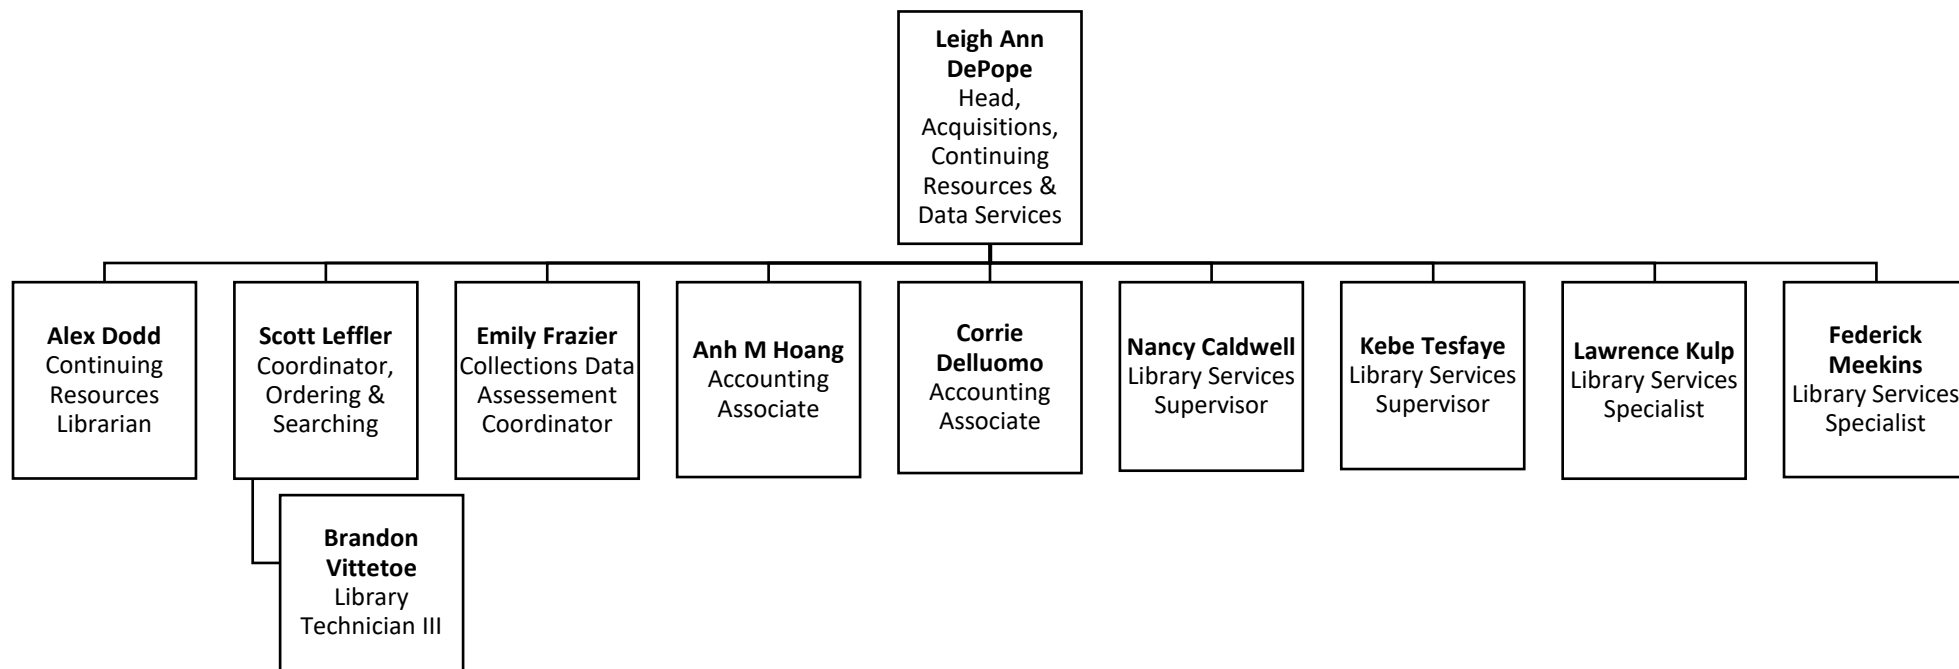 Leigh Ann
DePope
Head,
Acquisitions,
Continuing
Resources &
Data Services
Alex Dodd
Continuing
Resources
Librarian
Scott Leffler
Coordinator,
Ordering &
Searching
Emily Frazier
Collections Data
Assessement
Coordinator
Anh M Hoang
Accounting
Associate
Corrie
Delluomo
Accounting
Associate
Nancy Caldwell
Library Services
Supervisor
Kebe Tesfaye
Library Services
Supervisor
Lawrence Kulp
Library Services
Specialist
Federick
Meekins
Library Services
Specialist
Brandon
Vittetoe
Library
Technician III